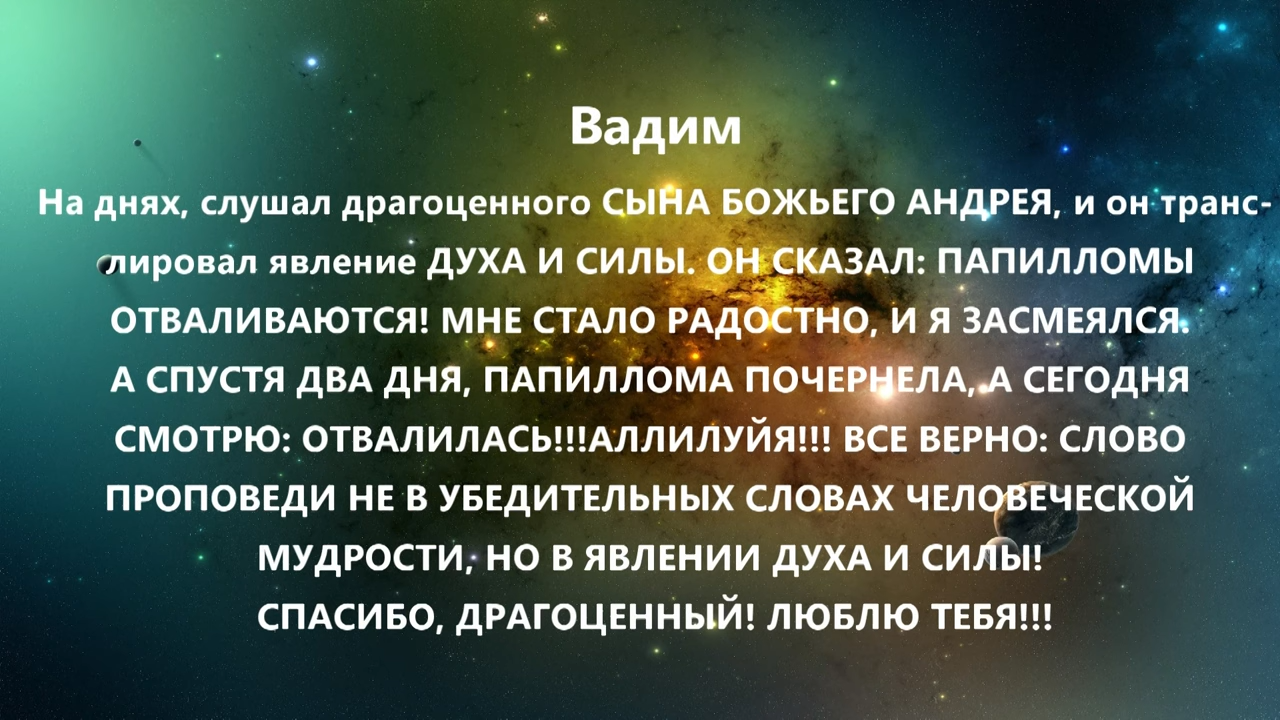 Вадим
На днях, слушал драгоценного СЫНА БОЖЬЕГО АНДРЕЯ, и он транс-
лировал явление ДУХА И СИЛЫ. ОН СКАЗАЛ: ПАПИЛЛОМЫ
ОТВАЛИВАЮТСЯ! МНЕ СТАЛО РАДОСТНО, И Я ЗАСМЕЯЛСЯ.
А СПУСТЯ ДВА ДНЯ, ПАПИЛЛОМА ПОЧЕРНЕЛА, А СЕГОДНЯ
СМОТРЮ: ОТВАЛИЛАСЬ!!!АЛЛИЛУЙЯ!!! ВСЕ ВЕРНО: СЛОВО
ПРОПОВЕДИ НЕ В УБЕДИТЕЛЬНЫХ СЛОВАХ ЧЕЛОВЕЧЕСКОЙ
МУДРОСТИ, НО В ЯВЛЕНИИ ДУХА И СИЛЫ!
СПАСИБО, ДРАГОЦЕННЫЙ! ЛЮБЛЮ ТЕБЯ!!!